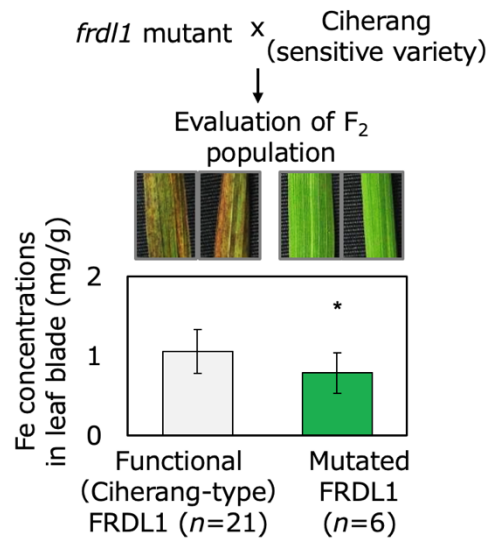 frdl1 mutant x Ciherang
(sensitive variety)
Evaluation of F₂
population
Fe concentrations
in leaf blade (mg/g)
2
1
0
*
Functional
(Ciherang-type)
FRDL1 (n=21)
Mutated
FRDL1
(n=6)